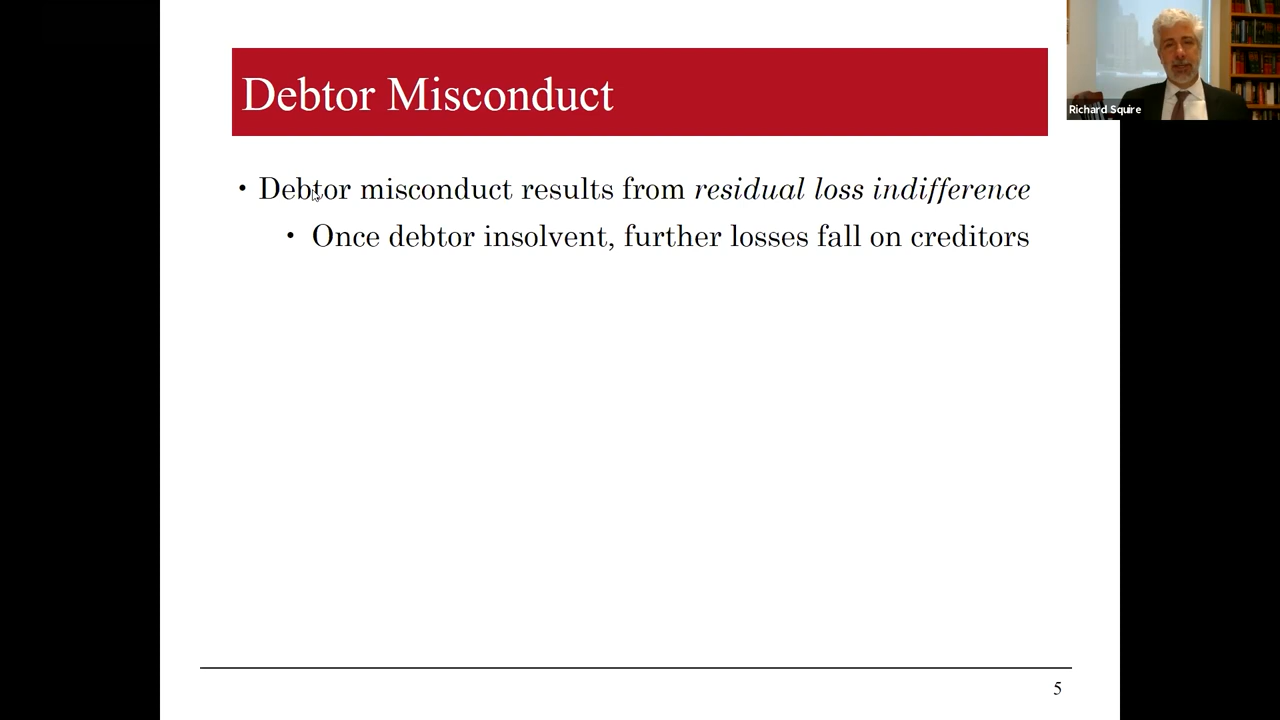 Debtor Misconduct
Richard Squire
• Debtor misconduct results from residual loss indifference
• Once debtor insolvent, further losses fall on creditors
5